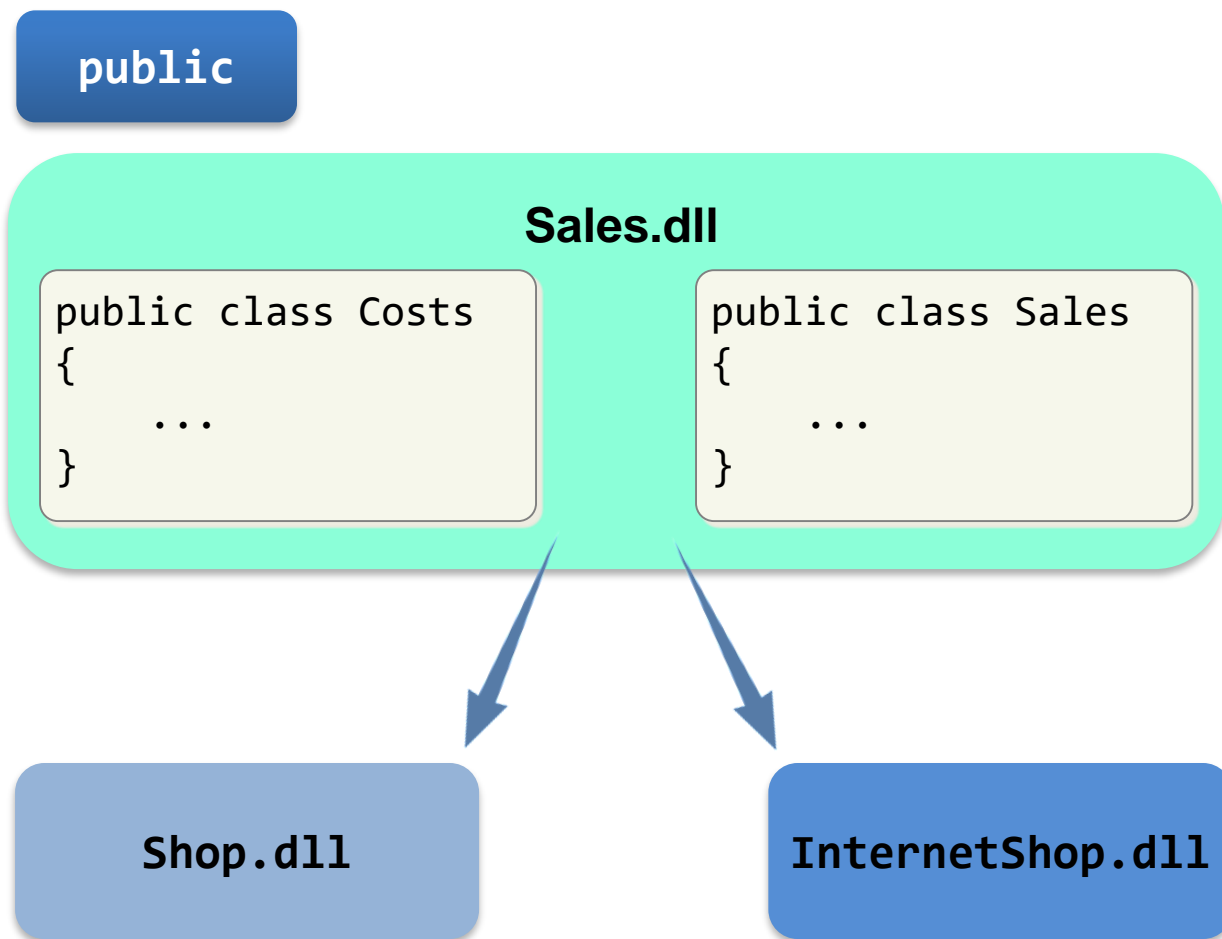 public
Sales.dll
public class Costs
{
    ...
}
public class Sales
{
    ...
}
Shop.dll
InternetShop.dll